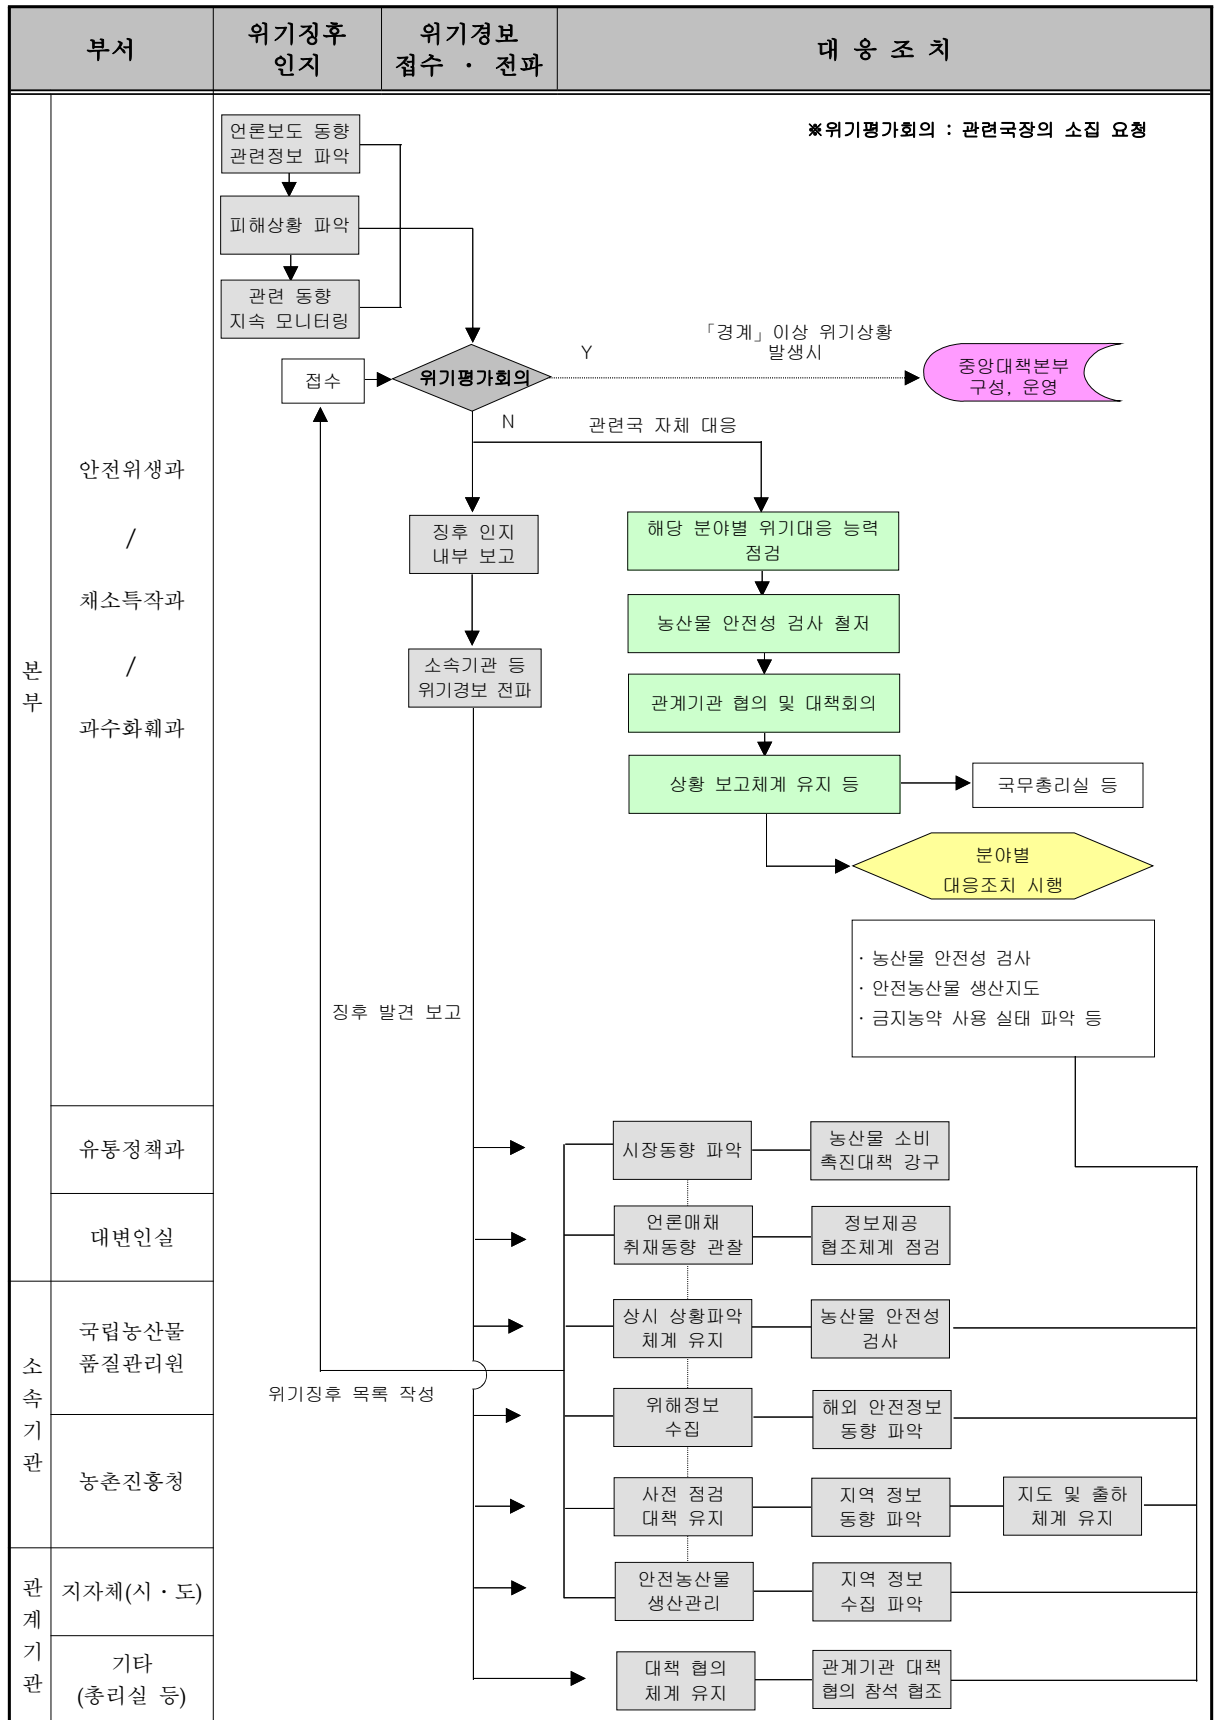 부서
위기징후
인지
위기경보
접수 · 전파
대 응 조 치
언론보도 동향
관련정보 파악
※위기평가회의 : 관련국장의 소집 요청
피해상황 파악
관련 동향
지속 모니터링
「경계」이상 위기상황
발생시
Y
접수
위기평가회의
중앙대책본부
구성, 운영
N
관련국 자체 대응
안전위생과
/
채소특작과
/
과수화훼과
본
부
징후 인지
내부 보고
해당 분야별 위기대응 능력
점검
농산물 안전성 검사 철저
소속기관 등
위기경보 전파
관계기관 협의 및 대책회의
상황 보고체계 유지 등
국무총리실 등
분야별
대응조치 시행
· 농산물 안전성 검사
· 안전농산물 생산지도
· 금지농약 사용 실태 파악 등
징후 발견 보고
유통정책과
시장동향 파악
농산물 소비
촉진대책 강구
대변인실
언론매채
취재동향 관찰
정보제공
협조체계 점검
소
속
기
관
국립농산물
품질관리원
상시 상황파악
체계 유지
농산물 안전성
검사
위기징후 목록 작성
위해정보
수집
해외 안전정보
동향 파악
농촌진흥청
사전 점검
대책 유지
지역 정보
동향 파악
지도 및 출하
체계 유지
관
계
기
관
지자체(시 · 도)
안전농산물
생산관리
지역 정보
수집 파악
기타
(총리실 등)
대책 협의
체계 유지
관계기관 대책
협의 참석 협조